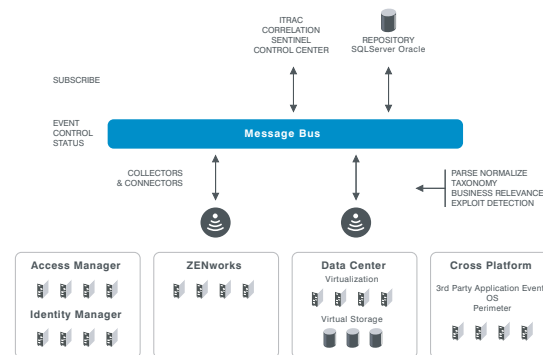 ITRAC
CORRELATION
SENTINEL
CONTROL CENTER
REPOSITORY
SQLServer Oracle
SUBSCRIBE
EVENT
CONTROL
STATUS
Message Bus
COLLECTORS
& CONNECTORS
PARSE NORMALIZE
TAXONOMY
BUSINESS RELEVANCE
EXPLOIT DETECTION
Access Manager
Identity Manager
ZENworks
Data Center
Virtualization
Virtual Storage
Cross Platform
3rd Party Application Event
OS
Perimeter